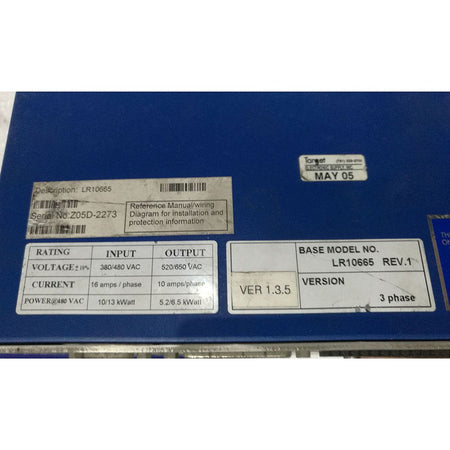 Target
ELECTRONIC SUPPLY INC
MAY 05
Description: LR10665
Serial No:Z05D-2273
Reference Manual/wiring
Diagram for installation and
protection information
RATING INPUT OUTPUT
VOLTAGE ± 10% 380/480 VAC 520/650 VAC
CURRENT 16 amps / phase 10 amps/phase
POWER@480 VAC 10/13 kWatt 5.2/6.5 kWatt
BASE MODEL NO.
LR10665 REV.1
VER 1.3.5
VERSION
3 phase